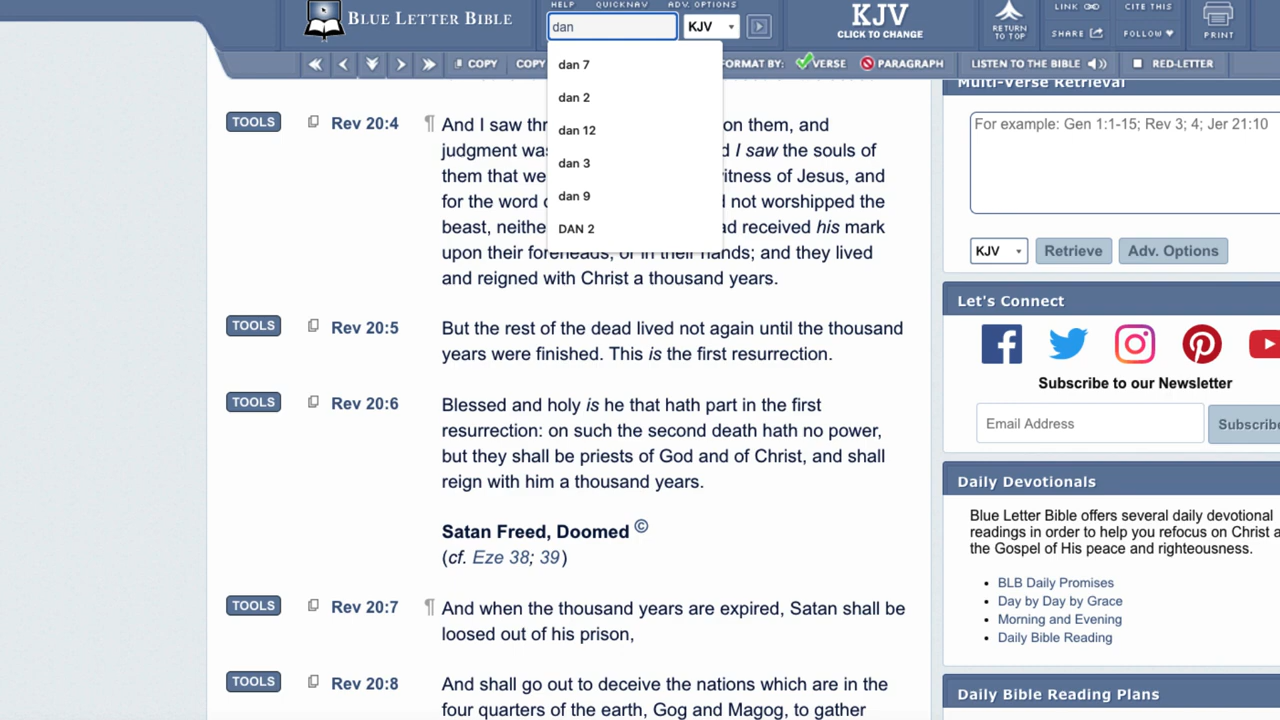 HELP QUICKNAV ADV. OPTIONS
BLUE LETTER BIBLE
dan
KJV
KJV
CLICK TO CHANGE
RETURN
TO TOP
LINK
CITE THIS
SHARE
FOLLOW
PRINT
COPY
COPY
FORMAT BY:
VERSE
PARAGRAPH
LISTEN TO THE BIBLE
RED-LETTER
dan 7
dan 2
dan 12
dan 3
dan 9
DAN 2
TOOLS Rev 20:4 ¶ And I saw thr on them, and
judgment was d I saw the souls of
them that we itness of Jesus, and
for the word not worshipped the
beast, neithe ad received his mark
upon their foreheads, or in their hands; and they lived
and reigned with Christ a thousand years.
TOOLS Rev 20:5 But the rest of the dead lived not again until the thousand
years were finished. This is the first resurrection.
TOOLS Rev 20:6 Blessed and holy is he that hath part in the first
resurrection: on such the second death hath no power,
but they shall be priests of God and of Christ, and shall
reign with him a thousand years.
Satan Freed, Doomed ©
(cf. Eze 38; 39)
TOOLS Rev 20:7 ¶ And when the thousand years are expired, Satan shall be
loosed out of his prison,
TOOLS Rev 20:8 And shall go out to deceive the nations which are in the
four quarters of the earth, Gog and Magog, to gather
Multi-Verse Retrieval
For example: Gen 1:1-15; Rev 3; 4; Jer 21:10
KJV
Retrieve
Adv. Options
Let's Connect
Subscribe to our Newsletter
Email Address
Subscribe
Daily Devotionals
Blue Letter Bible offers several daily devotional
readings in order to help you refocus on Christ a
the Gospel of His peace and righteousness.
• BLB Daily Promises
• Day by Day by Grace
• Morning and Evening
• Daily Bible Reading
Daily Bible Reading Plans